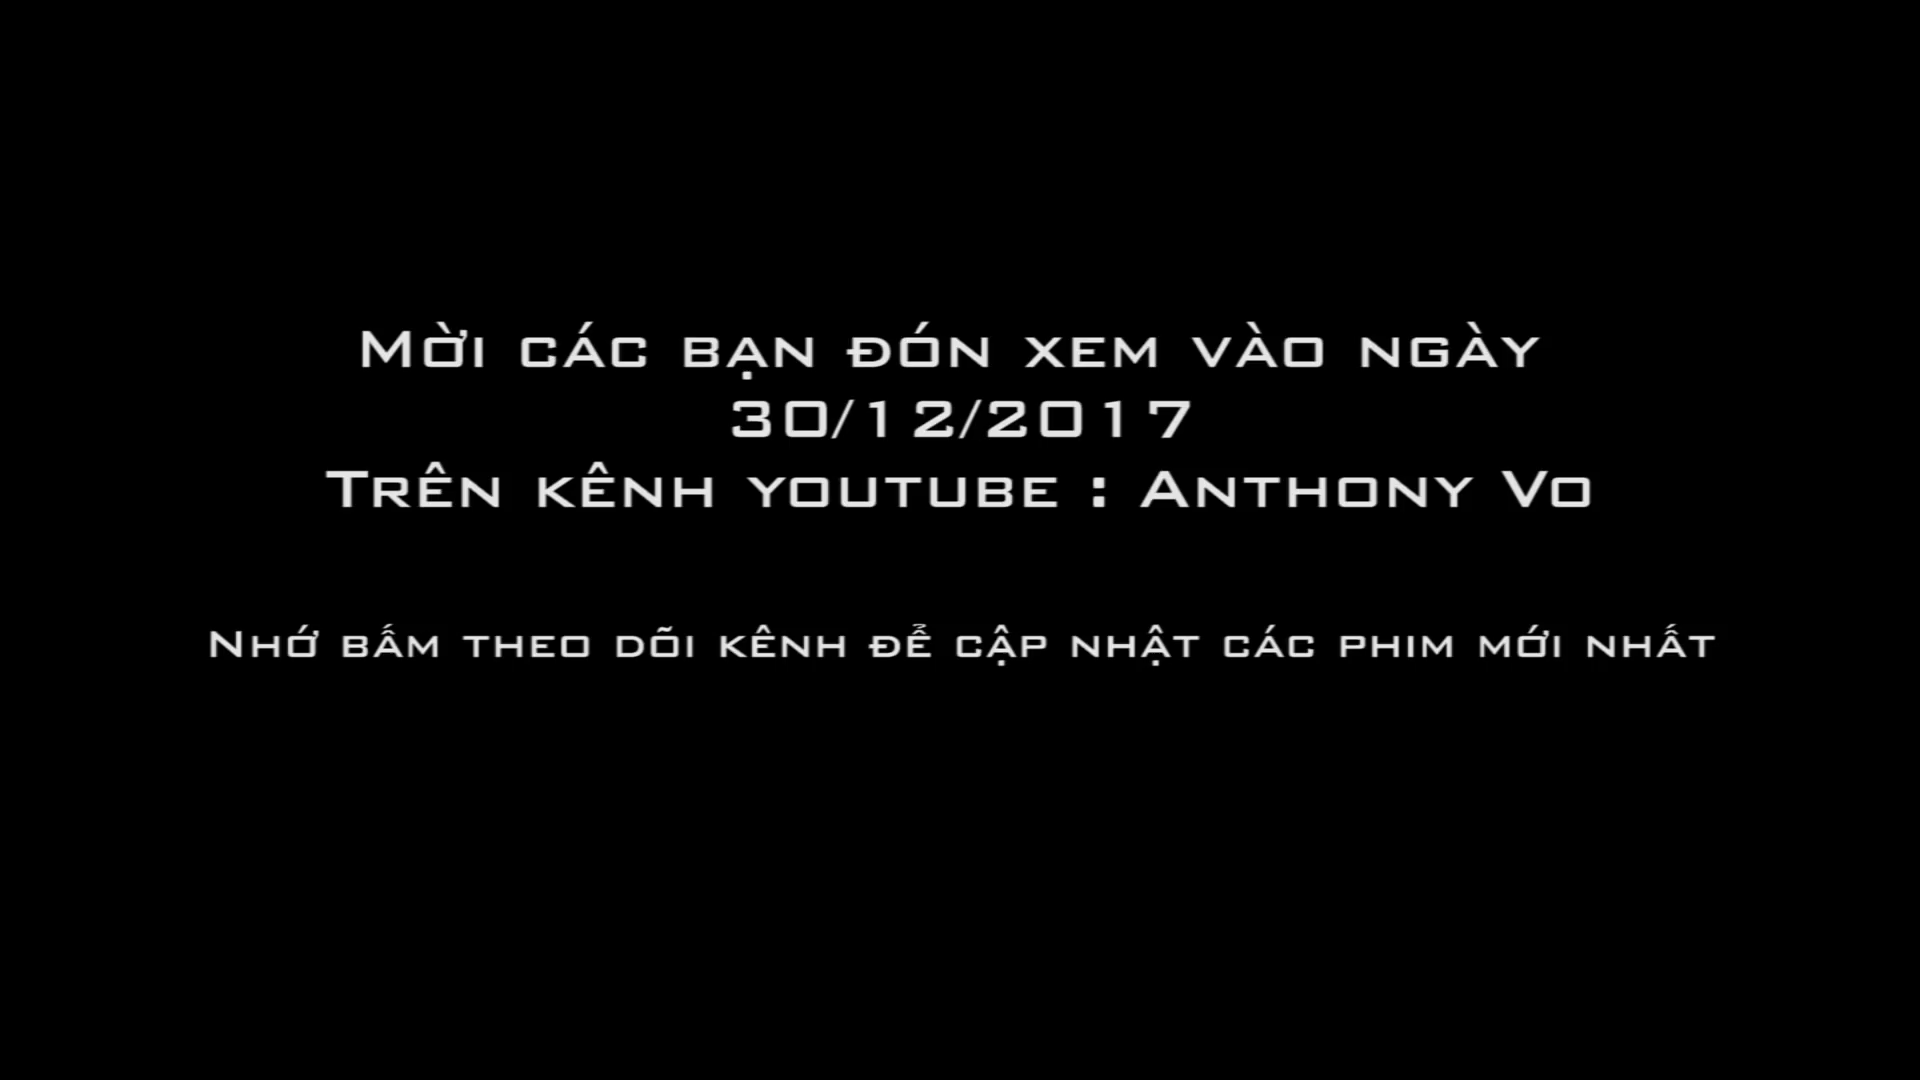 Mời các bạn đón xem vào ngày
30/12/2017
Trên kênh youtube : Anthony Vo
Nhớ bấm theo dõi kênh để cập nhật các phim mới nhất